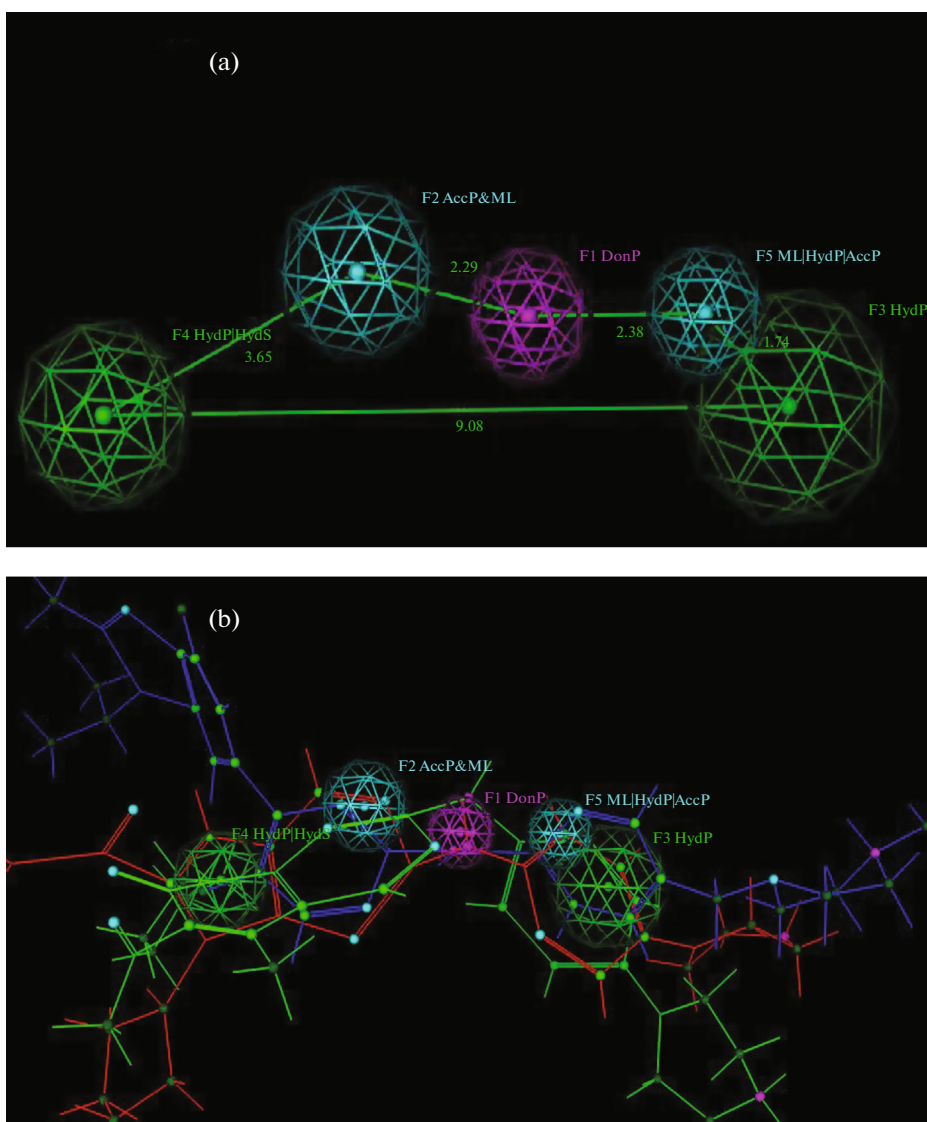 (a)
F2 AccP&ML
F1 DonP
F5 ML|HydP|AccP
2.29
F3 HydP
F4 HydP|HydS
2.38
1.74
3.65
9.08
(b)
F2 AccP&ML
F1 DonP
F5 ML|HydP|AccP
F4 HydP|HydS
F3 HydP